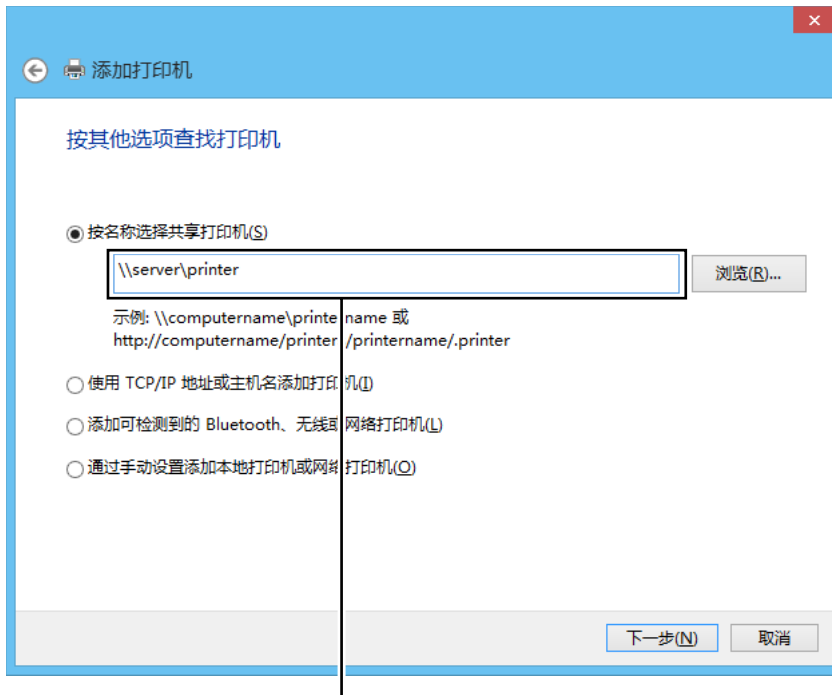 添加打印机
按其他选项查找打印机
按名称选择共享打印机(S)
\\server\printer
浏览(R)...
示例: \\computername\printername 或
http://computername/printer/printername/.printer
使用 TCP/IP 地址或主机名添加打印机(I)
添加可检测到的 Bluetooth、无线或网络打印机(L)
通过手动设置添加本地打印机或网络打印机(O)
下一步(N)
取消